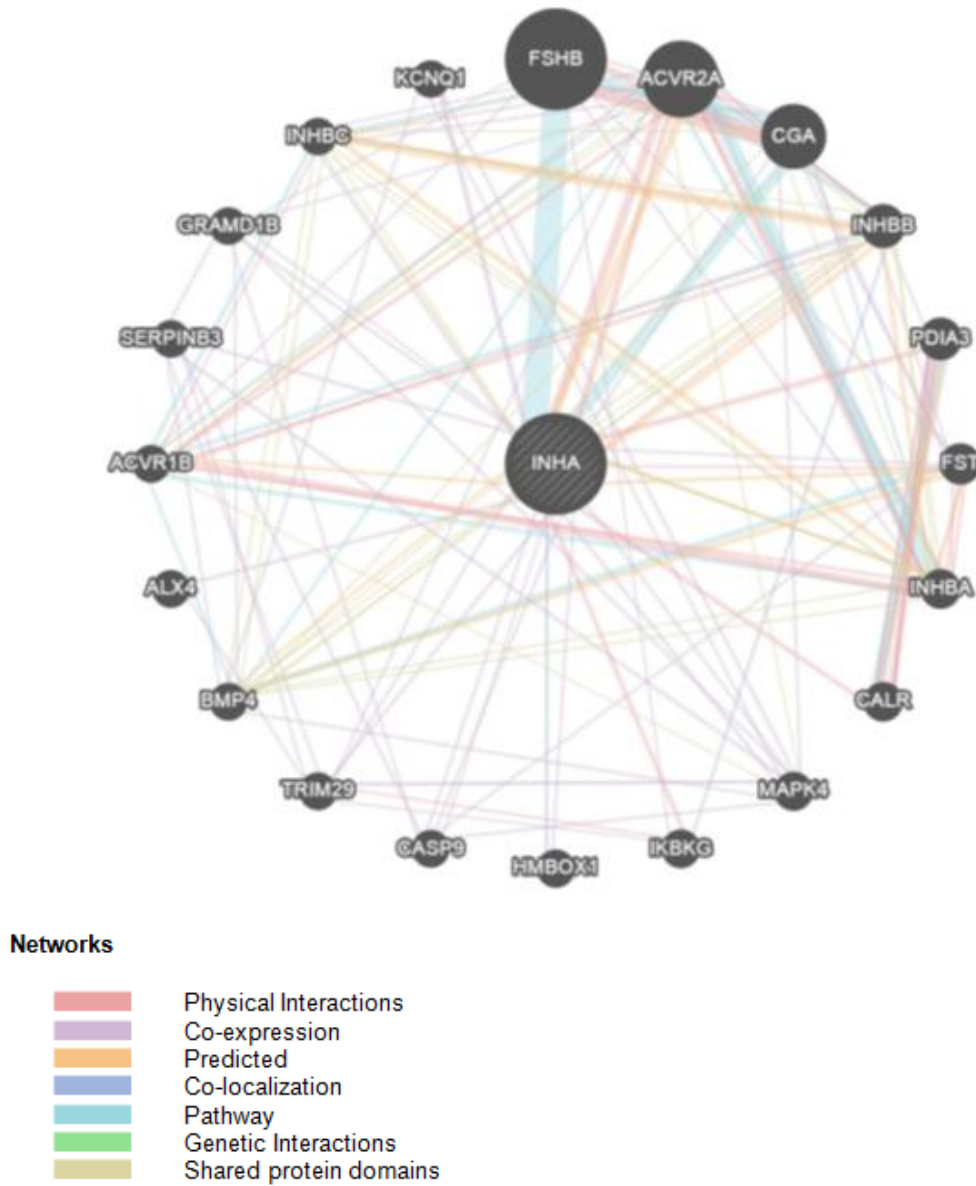 FSHB
ACVR2A
KCNQ1
CGA
INHBC
INHBB
GRAMD1B
SERPINB3
PDIA3
ACVR1B
INHA
FST
ALX4
INHBA
BMP4
CALR
TRIM29
MAPK4
CASP9
HMBOX1
IKBKG
Networks
Physical Interactions
Co-expression
Predicted
Co-localization
Pathway
Genetic Interactions
Shared protein domains